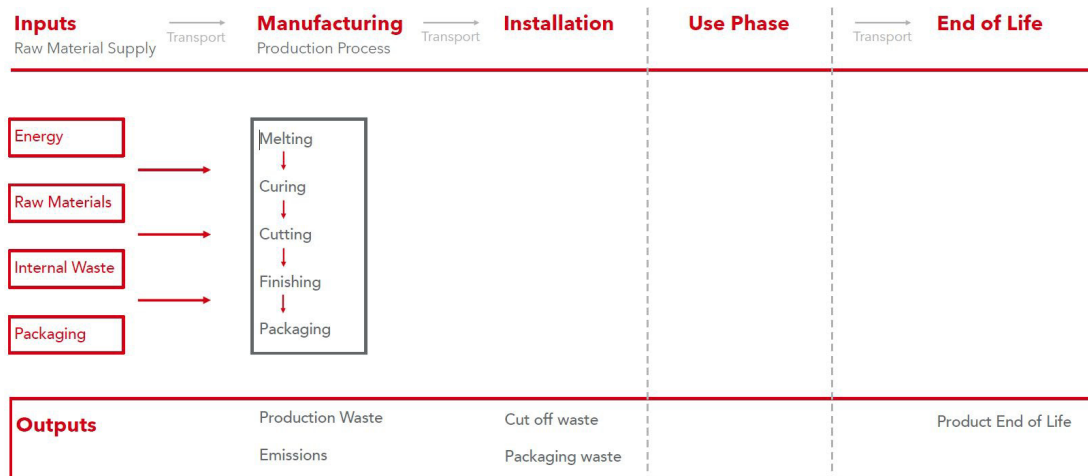 Inputs
Raw Material Supply
Transport
Manufacturing
Production Process
Transport
Installation
Use Phase
Transport
End of Life
Energy
Raw Materials
Internal Waste
Packaging
Melting
Curing
Cutting
Finishing
Packaging
Outputs
Production Waste
Emissions
Cut off waste
Packaging waste
Product End of Life